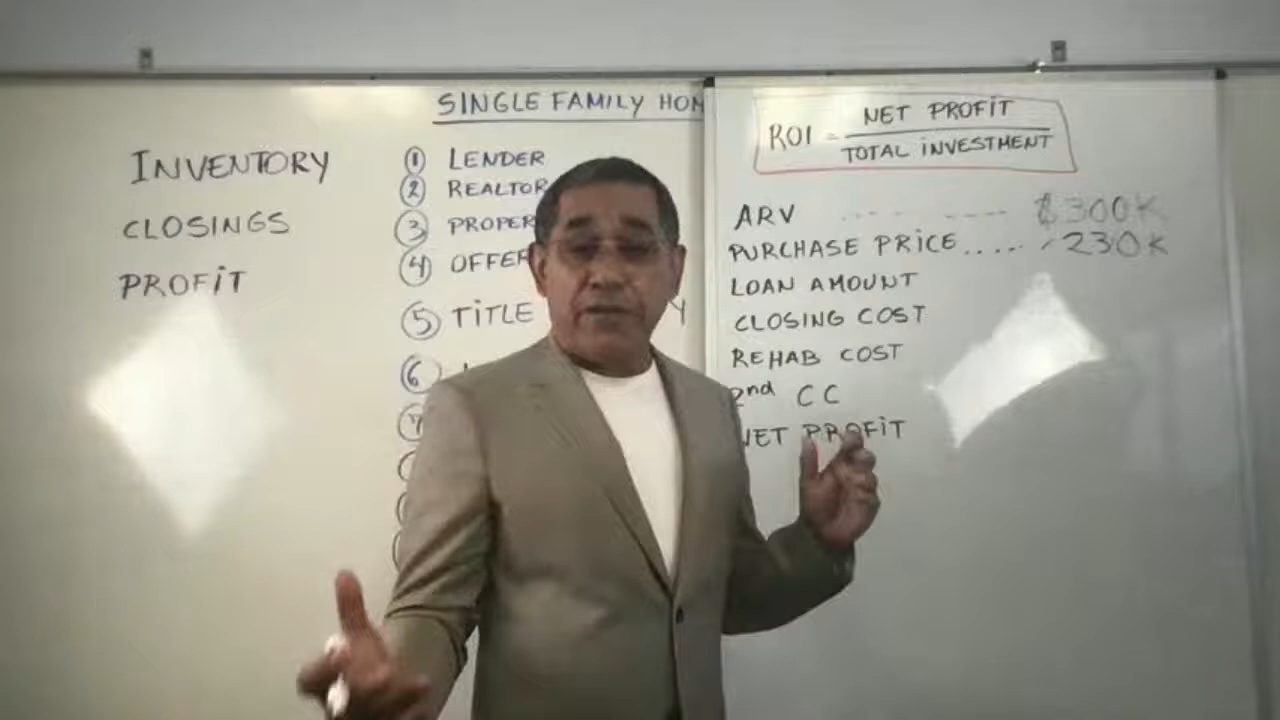 INVENTORY
CLOSINGS
PROFIT
SINGLE FAMILY HOM
① LENDER
② REALTOR
③ PROPER
④ OFFER
⑤ TITLE Y
⑥
ROI = NET PROFIT
TOTAL INVESTMENT
ARV .... .... $300K
PURCHASE PRICE..... 230K
LOAN AMOUNT
CLOSING COST
REHAB COST
2nd CC
NET PROFIT